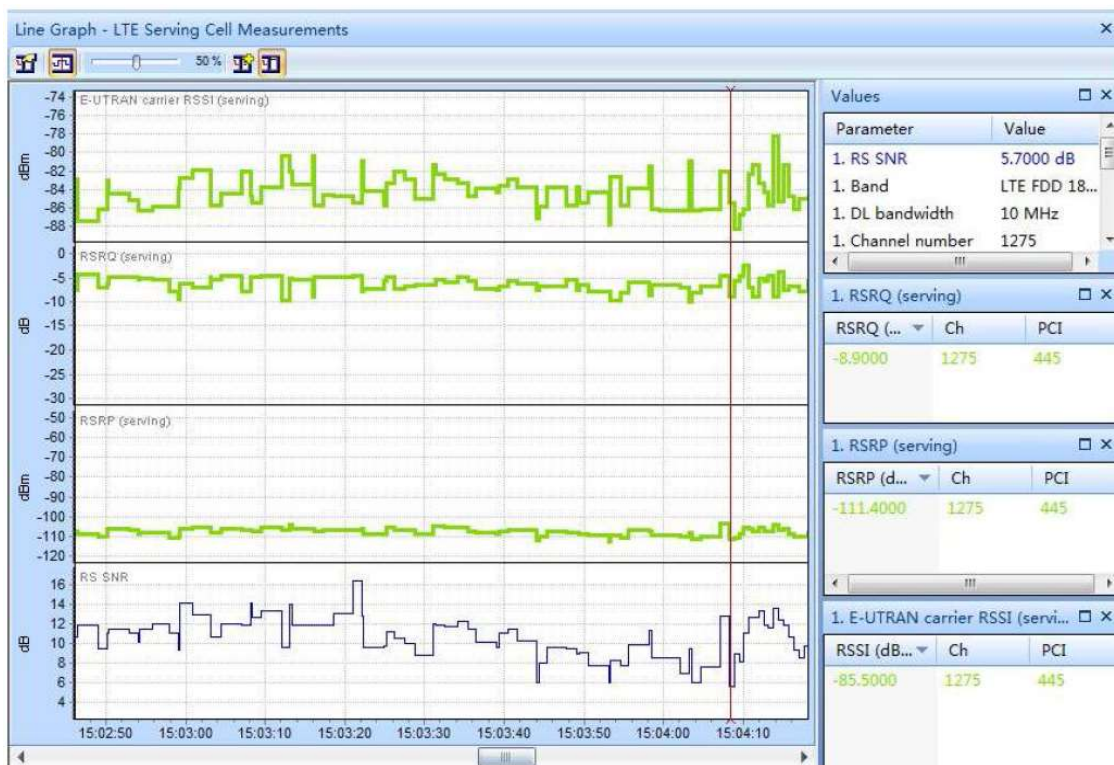 Line Graph - LTE Serving Cell Measurements
50 %
E-UTRAN carrier RSSI (serving)
-74
-76
-78
-80
-82
-84
-86
-88
dBm
RSRQ (serving)
0
-5
-10
-15
-20
-25
-30
dB
RSRP (serving)
-50
-60
-70
-80
-90
-100
-110
-120
dBm
RS SNR
16
14
12
10
8
6
4
dB
15:02:50 15:03:00 15:03:10 15:03:20 15:03:30 15:03:40 15:03:50 15:04:00 15:04:10
Values
Parameter Value
1. RS SNR 5.7000 dB
1. Band LTE FDD 18...
1. DL bandwidth 10 MHz
1. Channel number 1275
1. RSRQ (serving)
RSRQ (... Ch PCI
-8.9000 1275 445
1. RSRP (serving)
RSRP (d... Ch PCI
-111.4000 1275 445
1. E-UTRAN carrier RSSI (servi...
RSSI (dB... Ch PCI
-85.5000 1275 445